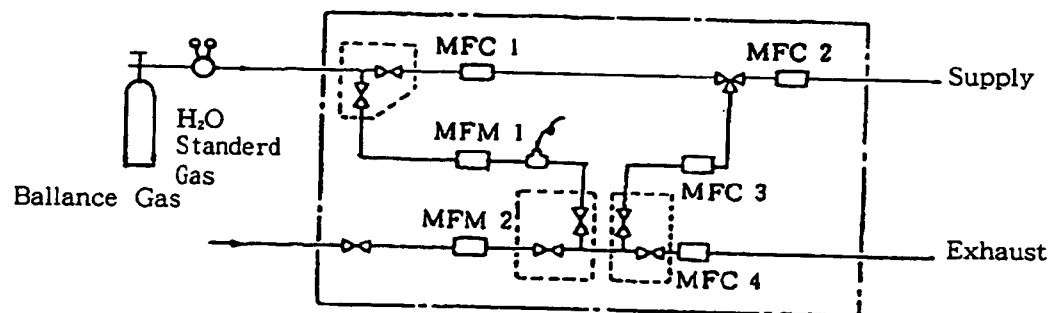 MFC 1
MFC 2
Supply
H₂O
Standerd
Gas
MFM 1
MFC 3
Ballance Gas
MFM 2
Exhaust
MFC 4